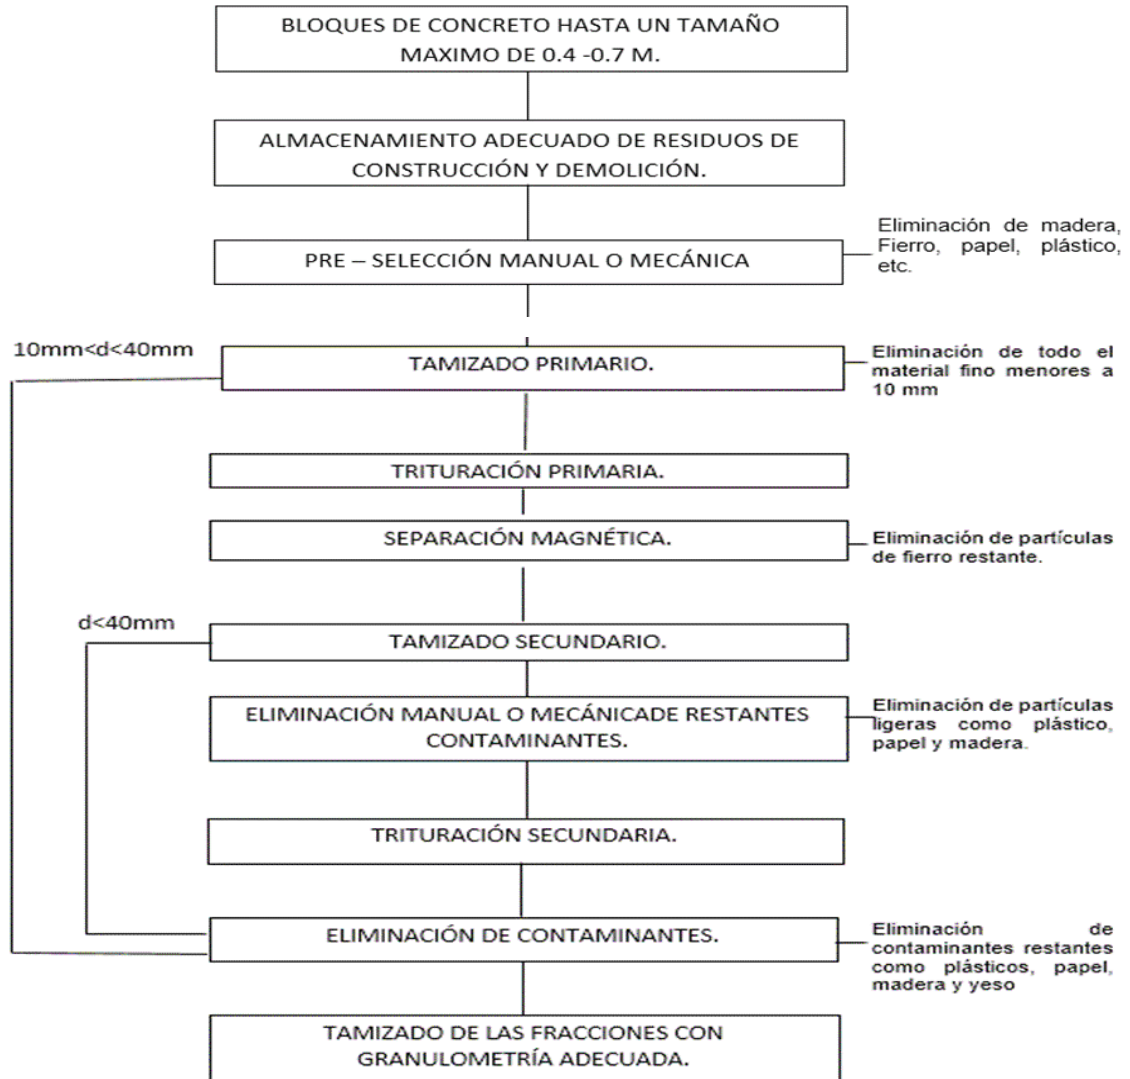 BLOQUES DE CONCRETO HASTA UN TAMAÑO
MAXIMO DE 0.4 -0.7 M.
ALMACENAMIENTO ADECUADO DE RESIDUOS DE
CONSTRUCCIÓN Y DEMOLICIÓN.
PRE – SELECCIÓN MANUAL O MECÁNICA
Eliminación de madera,
Fierro, papel, plástico,
etc.
10mm<d<40mm
TAMIZADO PRIMARIO.
Eliminación de todo el
material fino menores a
10 mm
TRITURACIÓN PRIMARIA.
SEPARACIÓN MAGNÉTICA.
Eliminación de partículas
de fierro restante.
d<40mm
TAMIZADO SECUNDARIO.
ELIMINACIÓN MANUAL O MECÁNICADE RESTANTES
CONTAMINANTES.
Eliminación de partículas
ligeras como plástico,
papel y madera.
TRITURACIÓN SECUNDARIA.
ELIMINACIÓN DE CONTAMINANTES.
Eliminación de
contaminantes restantes
como plásticos, papel,
madera y yeso
TAMIZADO DE LAS FRACCIONES CON
GRANULOMETRÍA ADECUADA.